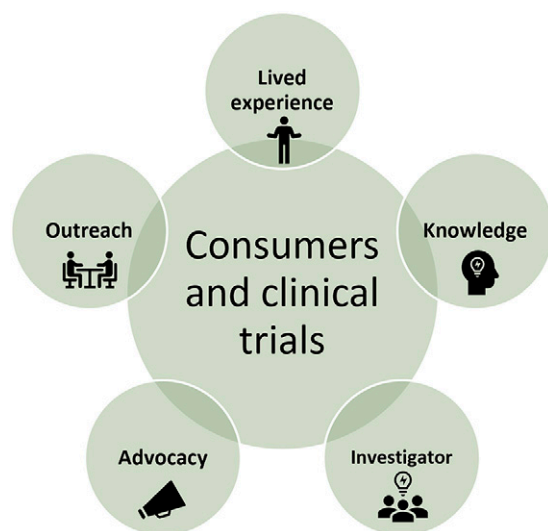 Lived
experience
Outreach
Knowledge
Consumers
and clinical
trials
Advocacy
Investigator